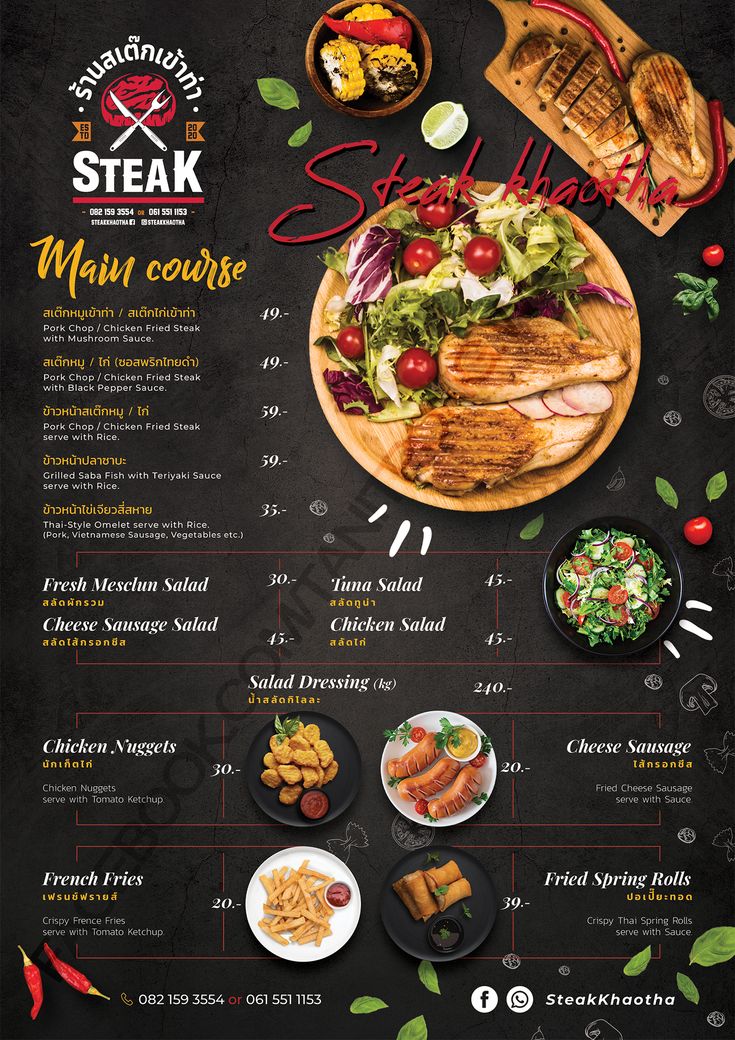 ร้านสเต๊กเข้าท่า
ESTD 2020
STEAK
- 082 159 3554 OR 061 551 1153 -
STEAKKHAOTHA STEAKKHAOTHA
Steak khaotha
Main course
สเต๊กหมูเข้าท่า / สเต๊กไก่เข้าท่า 49.-
Pork Chop / Chicken Fried Steak
with Mushroom Sauce.
สเต๊กหมู / ไก่ (ซอสพริกไทยดำ) 49.-
Pork Chop / Chicken Fried Steak
with Black Pepper Sauce.
ข้าวหน้าสเต๊กหมู / ไก่ 59.-
Pork Chop / Chicken Fried Steak
serve with Rice.
ข้าวหน้าปลาซาบะ 59.-
Grilled Saba Fish with Teriyaki Sauce
serve with Rice.
ข้าวหน้าไข่เจียวสี่สหาย 35.-
Thai-Style Omelet serve with Rice.
(Pork, Vietnamese Sausage, Vegetables etc.)
Fresh Mesclun Salad 30.-
สลัดผักรวม
Cheese Sausage Salad 45.-
สลัดไส้กรอกชีส
Tuna Salad 45.-
สลัดทูน่า
Chicken Salad 45.-
สลัดไก่
Salad Dressing (kg) 240.-
น้ำสลัดกิโลละ
Chicken Nuggets
นักเก็ตไก่
30.-
Chicken Nuggets
serve with Tomato Ketchup.
Cheese Sausage
ไส้กรอกชีส
20.-
Fried Cheese Sausage
serve with Sauce.
French Fries
เฟรนช์ฟรายส์
20.-
Crispy Frence Fries
serve with Tomato Ketchup.
Fried Spring Rolls
ปอเปี๊ยะทอด
39.-
Crispy Thai Spring Rolls
serve with Sauce.
082 159 3554 or 061 551 1153
SteakKhaotha